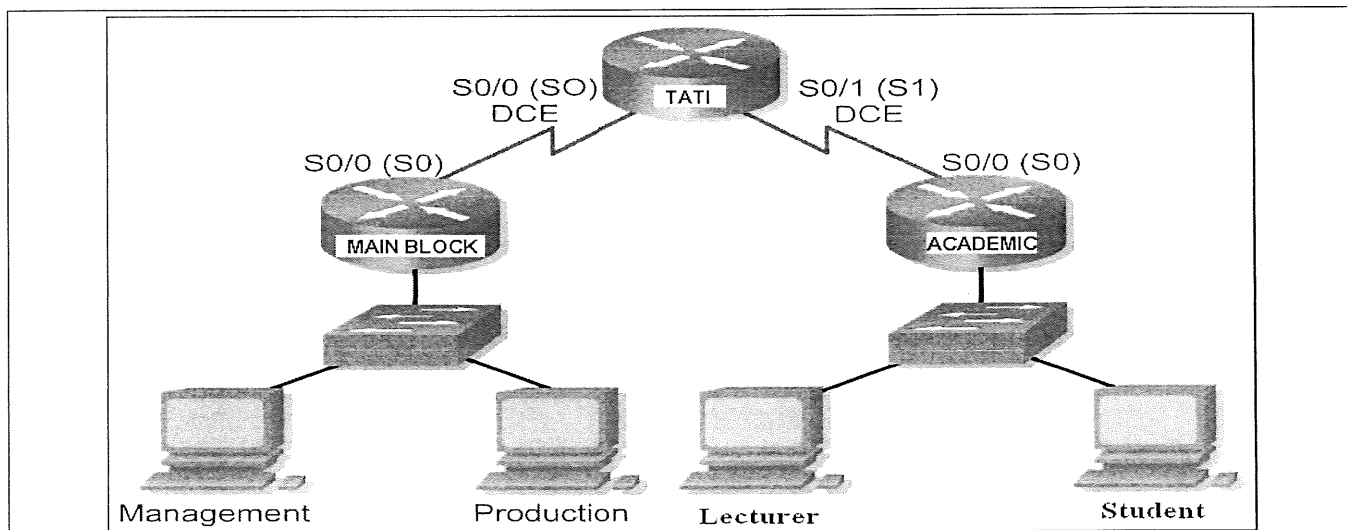 S0/0 (SO)
DCE
TATI
S0/1 (S1)
DCE
S0/0 (S0)
S0/0 (S0)
MAIN BLOCK
ACADEMIC
Management
Production
Lecturer
Student